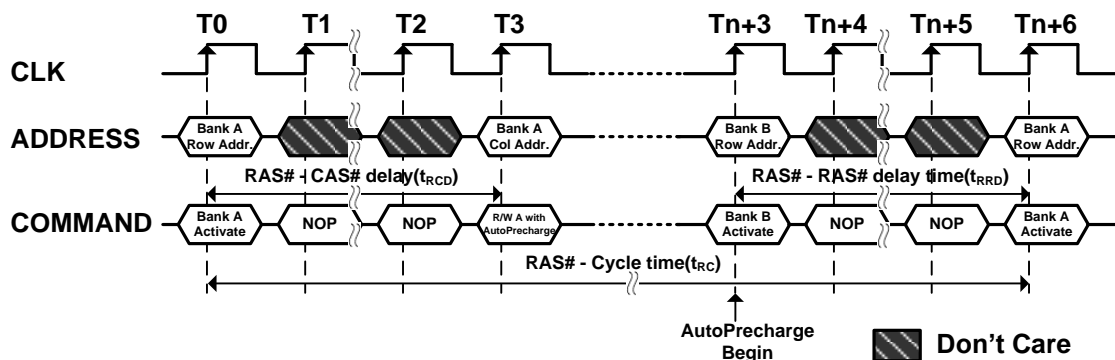 T0 T1 T2 T3 Tn+3 Tn+4 Tn+5 Tn+6
CLK
ADDRESS
Bank A
Row Addr.
Bank A
Col Addr.
Bank B
Row Addr.
Bank A
Row Addr.
RAS# - CAS# delay(tRCD)
RAS# - RAS# delay time(tRRD)
COMMAND
Bank A
Activate
NOP
NOP
R/W A with
AutoPrecharge
Bank B
Activate
NOP
NOP
Bank A
Activate
RAS# - Cycle time(tRC)
AutoPrecharge
Begin
Don't Care